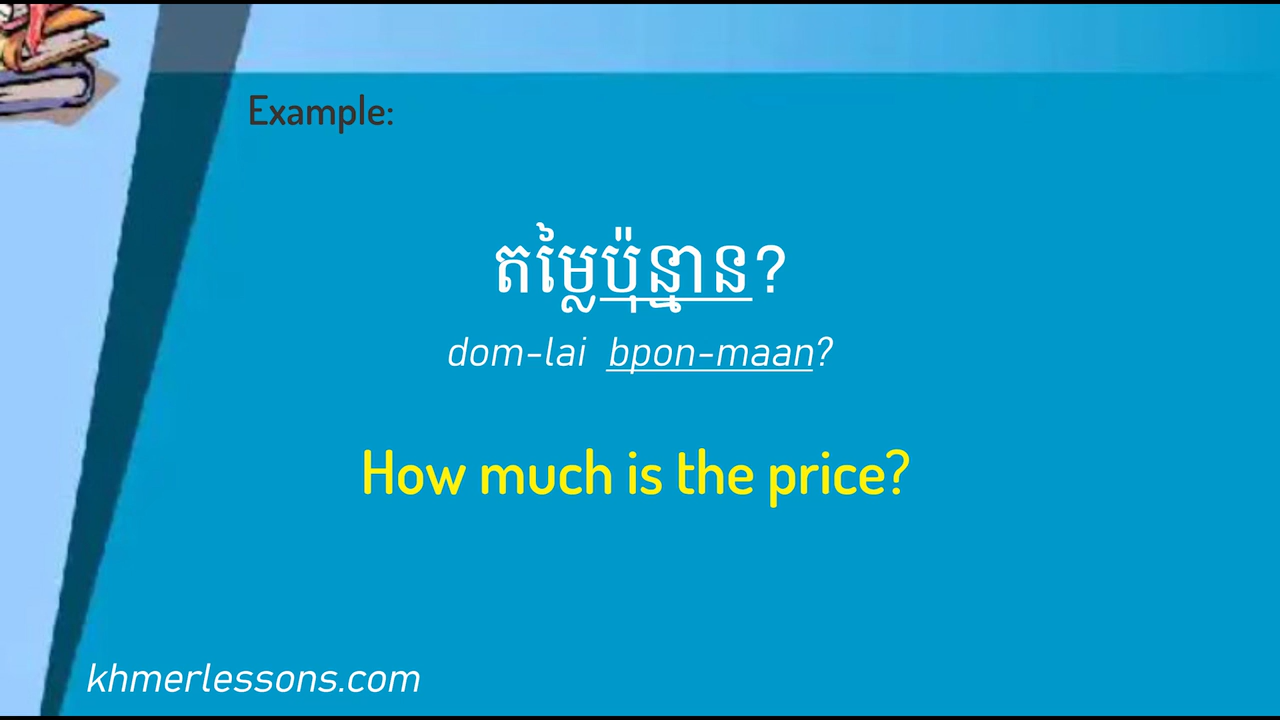 Example:
តម្លៃប៉ុន្មាន?
dom-lai bpon-maan?
How much is the price?
khmerlessons.com